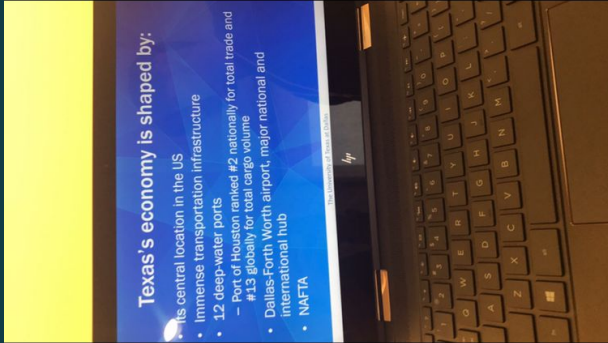 Texas's economy is shaped by:
• Its central location in the US
• Immense transportation infrastructure
• 12 deep-water ports
– Port of Houston ranked #2 nationally for total trade and
#13 globally for total cargo volume
• Dallas-Forth Worth airport, major national and
international hub
• NAFTA
The University of Texas at Dallas
hp
Q W E R T Y U I O P
A S D F G H J K L
Z X C V B N M